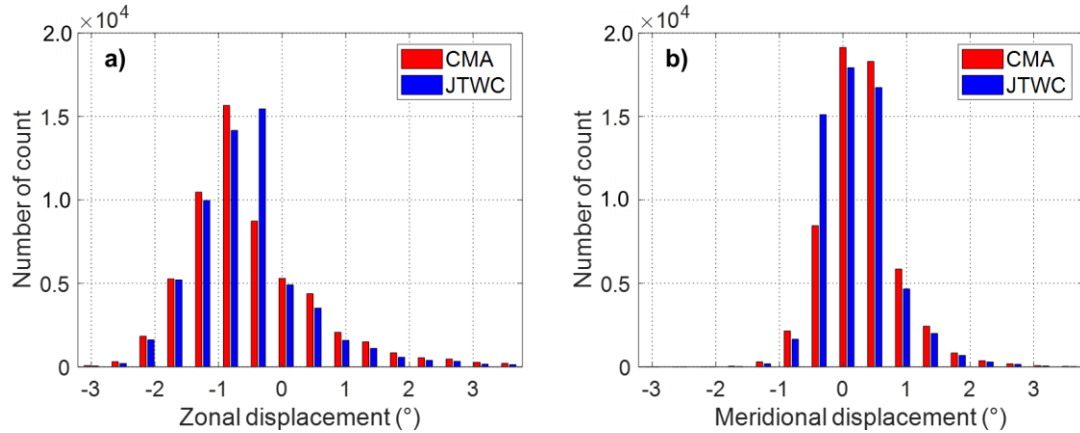 ×10⁴
2.0
1.5
1.0
0.5
0
a)
CMA
JTWC
Number of count
-3 -2 -1 0 1 2 3
Zonal displacement (°)
×10⁴
2.0
1.5
1.0
0.5
0
b)
CMA
JTWC
Number of count
-3 -2 -1 0 1 2 3
Meridional displacement (°)